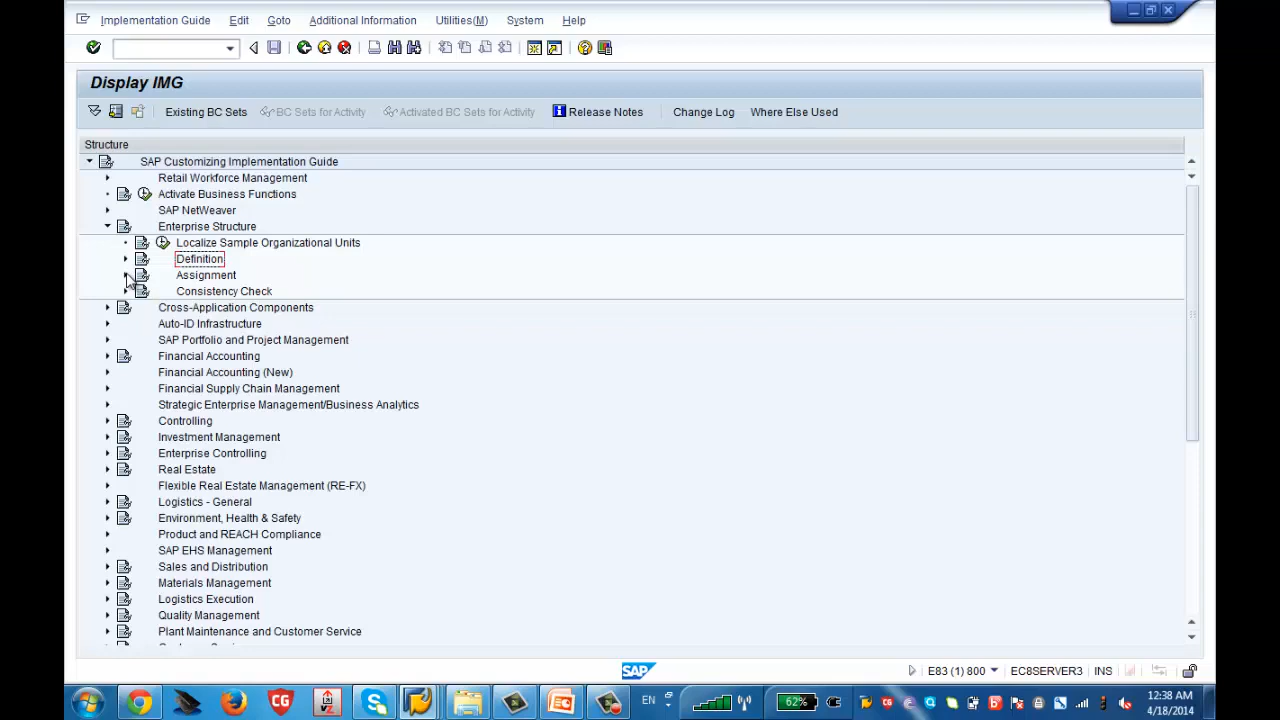 Implementation Guide Edit Goto Additional Information Utilities(M) System Help
Display IMG
Existing BC Sets BC Sets for Activity Activated BC Sets for Activity Release Notes Change Log Where Else Used
Structure
SAP Customizing Implementation Guide
Retail Workforce Management
Activate Business Functions
SAP NetWeaver
Enterprise Structure
Localize Sample Organizational Units
Definition
Assignment
Consistency Check
Cross-Application Components
Auto-ID Infrastructure
SAP Portfolio and Project Management
Financial Accounting
Financial Accounting (New)
Financial Supply Chain Management
Strategic Enterprise Management/Business Analytics
Controlling
Investment Management
Enterprise Controlling
Real Estate
Flexible Real Estate Management (RE-FX)
Logistics - General
Environment, Health & Safety
Product and REACH Compliance
SAP EHS Management
Sales and Distribution
Materials Management
Logistics Execution
Quality Management
Plant Maintenance and Customer Service
SAP E83 (1) 800 EC8SERVER3 INS
CG EN 62% 12:38 AM
4/18/2014